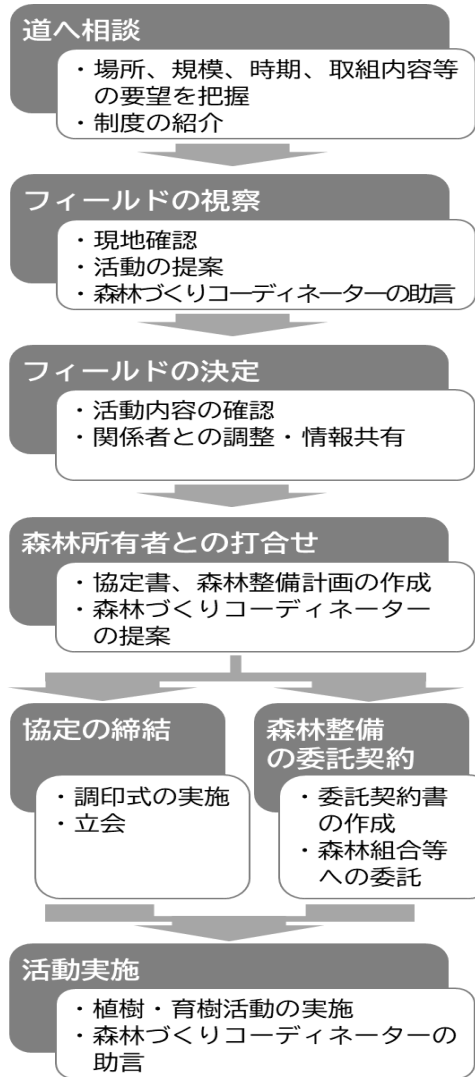 道へ相談
・場所、規模、時期、取組内容等
の要望を把握
・制度の紹介
フィールドの視察
・現地確認
・活動の提案
・森林づくりコーディネーターの助言
フィールドの決定
・活動内容の確認
・関係者との調整・情報共有
森林所有者との打合せ
・協定書、森林整備計画の作成
・森林づくりコーディネーター
の提案
協定の締結
・調印式の実施
・立会
森林整備
の委託契約
・委託契約書
の作成
・森林組合等
への委託
活動実施
・植樹・育樹活動の実施
・森林づくりコーディネーターの
助言